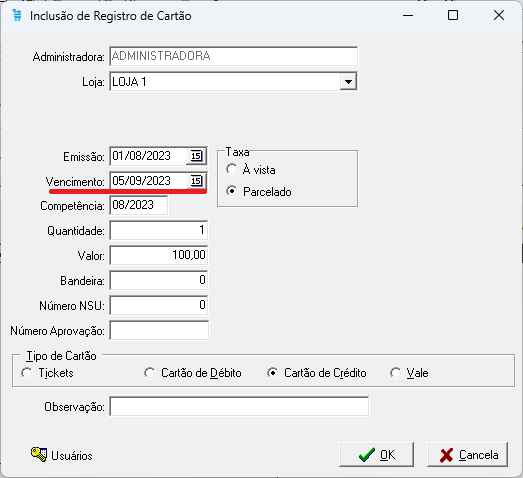 Inclusão de Registro de Cartão
Administradora: ADMINISTRADORA
Loja: LOJA 1
Emissão: 01/08/2023 15
Taxa
À vista
Vencimento: 05/09/2023 15
Parcelado
Competência: 08/2023
Quantidade: 1
Valor: 100,00
Bandeira: 0
Número NSU: 0
Número Aprovação:
Tipo de Cartão
Tickets Cartão de Débito Cartão de Crédito Vale
Observação:
Usuários OK Cancela